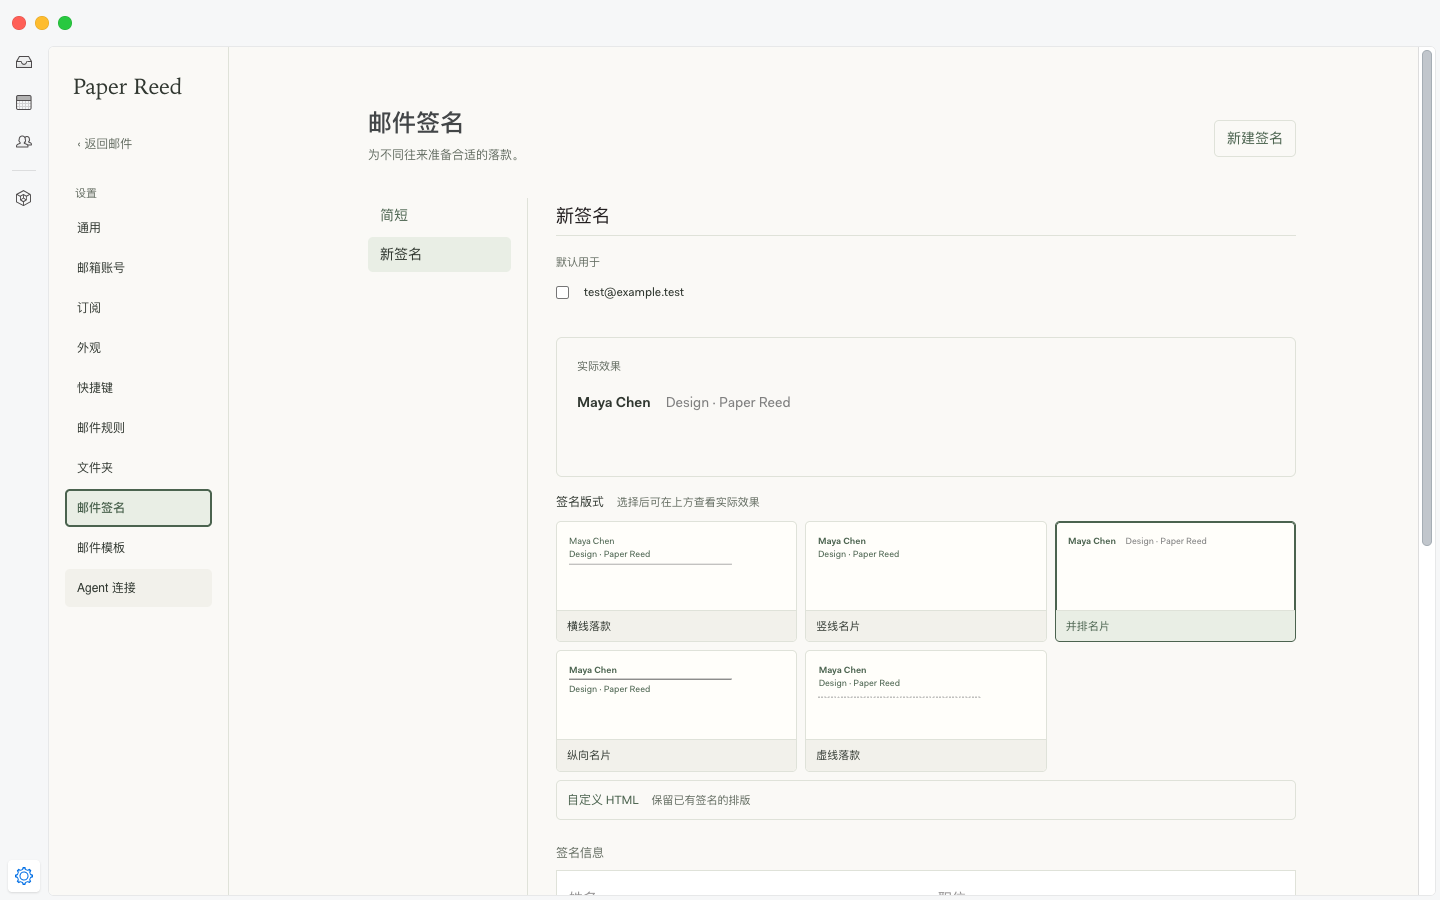 Paper Reed
‹ 返回邮件
设置
通用
邮箱账号
订阅
外观
快捷键
邮件规则
文件夹
邮件签名
邮件模板
Agent 连接
邮件签名
为不同往来准备合适的落款。
新建签名
简短
新签名
新签名
默认用于
test@example.test
实际效果
Maya Chen Design · Paper Reed
签名版式 选择后可在上方查看实际效果
Maya Chen
Design · Paper Reed
横线落款
Maya Chen
Design · Paper Reed
竖线名片
Maya Chen Design · Paper Reed
并排名片
Maya Chen
Design · Paper Reed
纵向名片
Maya Chen
Design · Paper Reed
虚线落款
自定义 HTML 保留已有签名的排版
签名信息